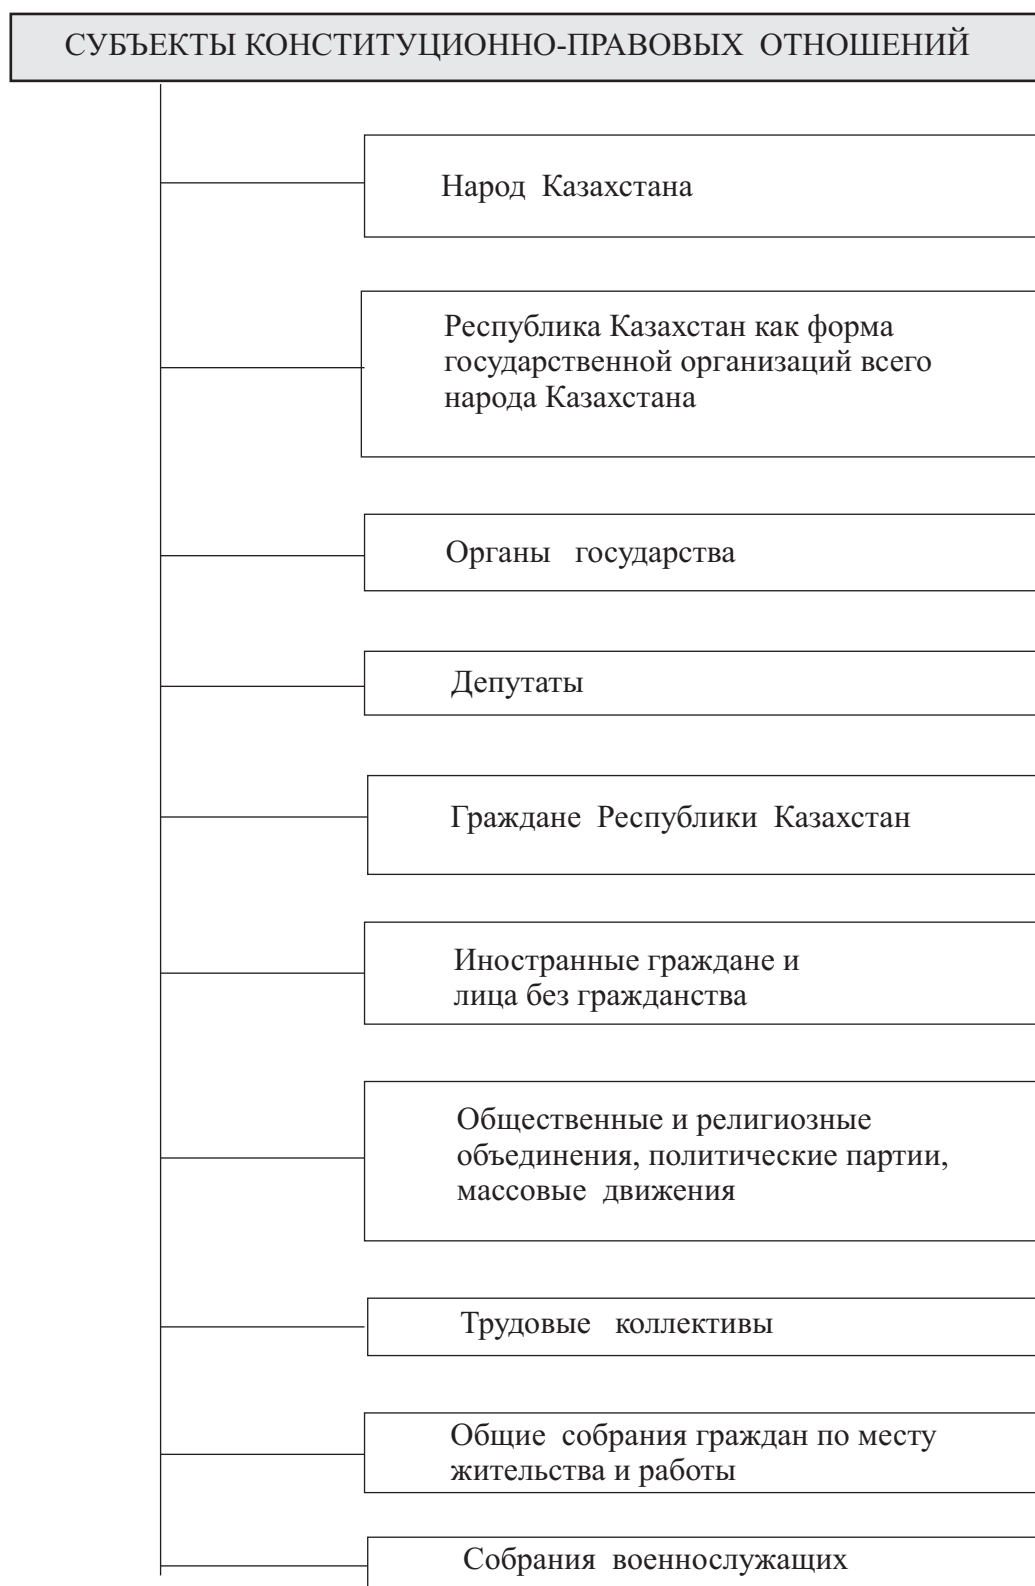 СУБЪЕКТЫ КОНСТИТУЦИОННО-ПРАВОВЫХ ОТНОШЕНИЙ
Народ Казахстана
Республика Казахстан как форма
государственной организаций всего
народа Казахстана
Органы государства
Депутаты
Граждане Республики Казахстан
Иностранные граждане и
лица без гражданства
Общественные и религиозные
объединения, политические партии,
массовые движения
Трудовые коллективы
Общие собрания граждан по месту
жительства и работы
Собрания военнослужащих